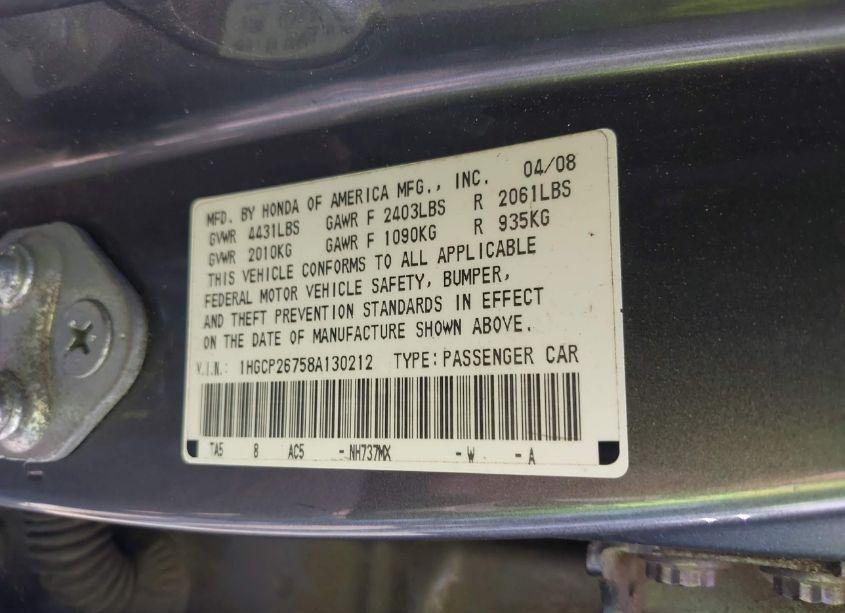 MFD. BY HONDA OF AMERICA MFG., INC. 04/08
GVWR 4431LBS GAWR F 2403LBS R 2061LBS
GVWR 2010KG GAWR F 1090KG R 935KG
THIS VEHICLE CONFORMS TO ALL APPLICABLE
FEDERAL MOTOR VEHICLE SAFETY, BUMPER,
AND THEFT PREVENTION STANDARDS IN EFFECT
ON THE DATE OF MANUFACTURE SHOWN ABOVE.
V.I.N.: 1HGCP26758A130212 TYPE: PASSENGER CAR
TA5 8 AC5 - NH737MX - W - A